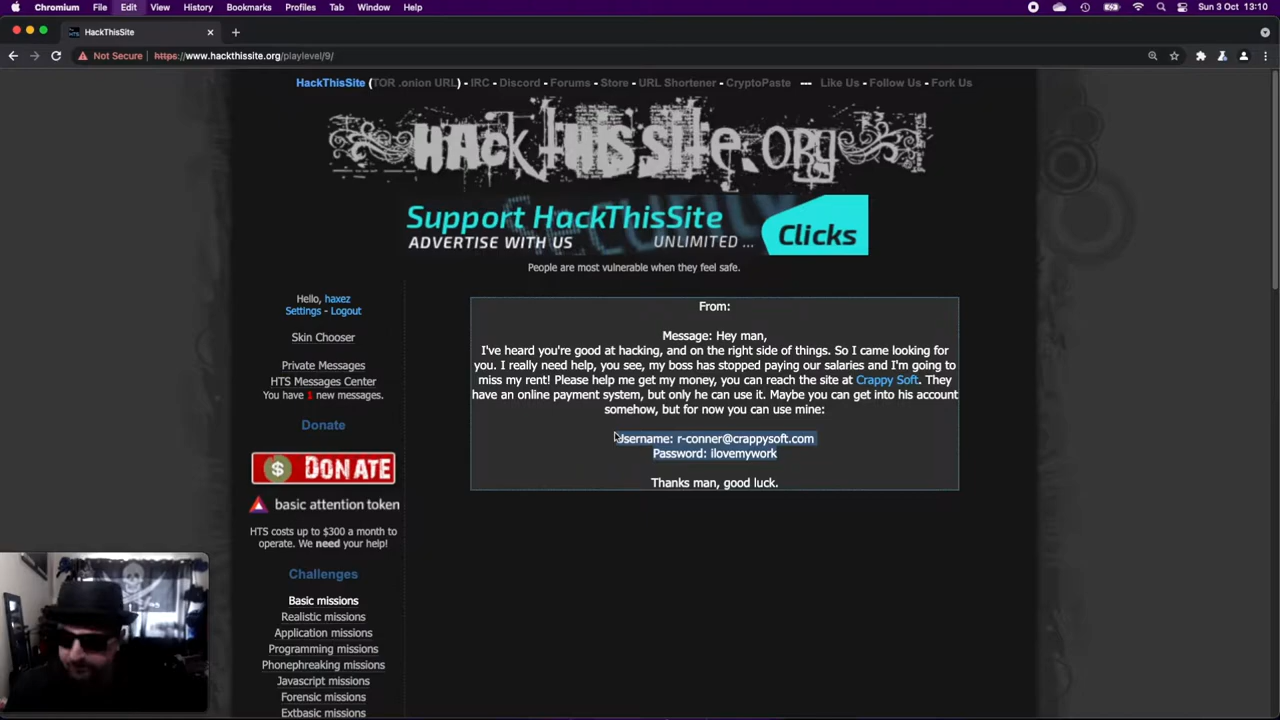 Chromium File Edit View History Bookmarks Profiles Tab Window Help Sun 3 Oct 13:10
HackThisSite
Not Secure https://www.hackthissite.org/playlevel/9/
HackThisSite (TOR .onion URL) - IRC - Discord - Forums - Store - URL Shortener - CryptoPaste --- Like Us - Follow Us - Fork Us
HackThisSite.org
Support HackThisSite
ADVERTISE WITH US UNLIMITED ... Clicks
People are most vulnerable when they feel safe.
Hello, haxez
Settings - Logout
Skin Chooser
Private Messages
HTS Messages Center
You have 1 new messages.
Donate
$ DONATE
basic attention token
HTS costs up to $300 a month to
operate. We need your help!
Challenges
Basic missions
Realistic missions
Application missions
Programming missions
Phonephreaking missions
Javascript missions
Forensic missions
Extbasic missions
From:
Message: Hey man,
I've heard you're good at hacking, and on the right side of things. So I came looking for
you. I really need help, you see, my boss has stopped paying our salaries and I'm going to
miss my rent! Please help me get my money, you can reach the site at Crappy Soft. They
have an online payment system, but only he can use it. Maybe you can get into his account
somehow, but for now you can use mine:
Username: r-conner@crappysoft.com
Password: ilovemywork
Thanks man, good luck.